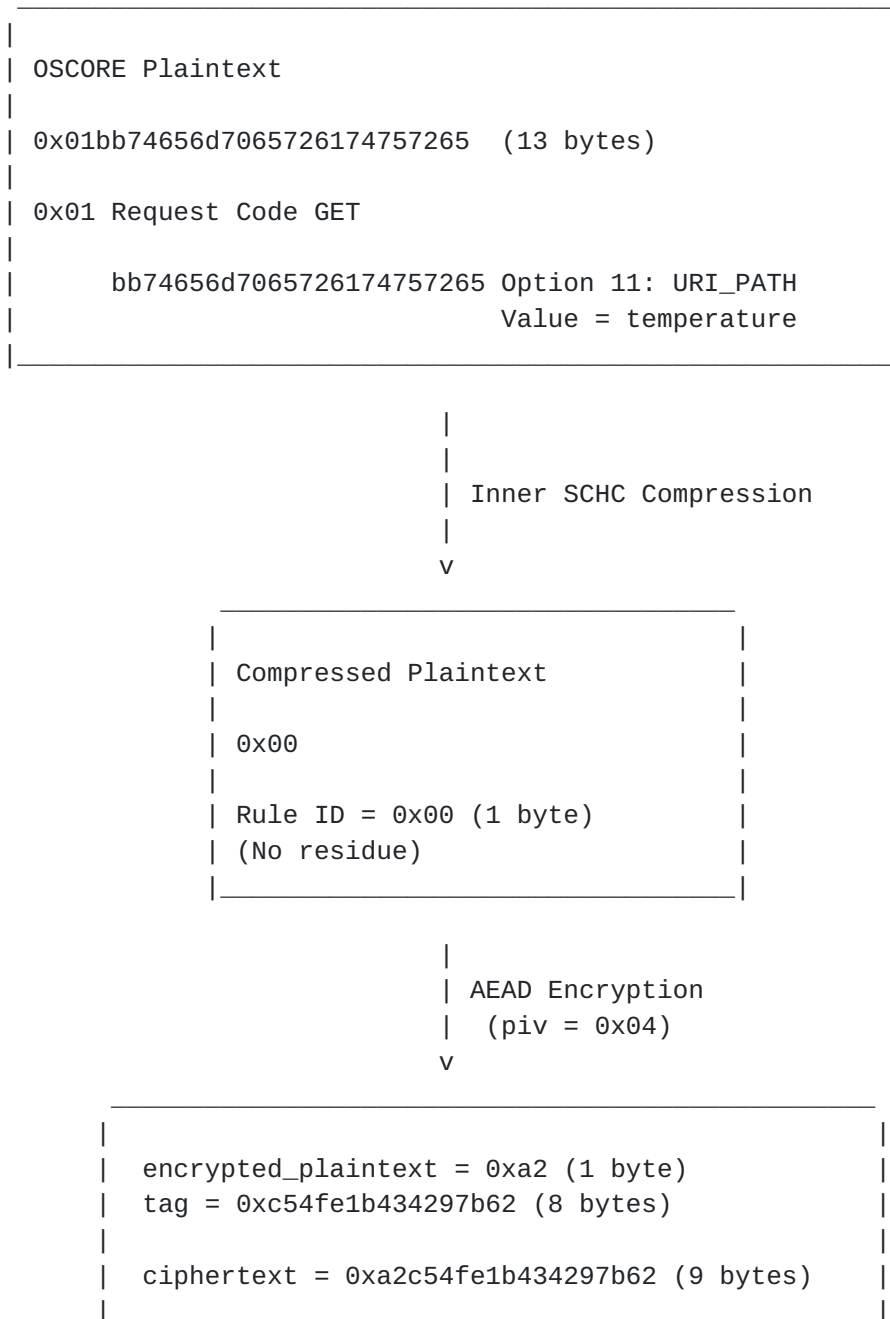 OSCORE Plaintext
0x01bb74656d7065726174757265  (13 bytes)
0x01 Request Code GET
bb74656d7065726174757265 Option 11: URI_PATH
Value = temperature
Inner SCHC Compression
v
Compressed Plaintext
0x00
Rule ID = 0x00 (1 byte)
(No residue)
AEAD Encryption
(piv = 0x04)
v
encrypted_plaintext = 0xa2 (1 byte)
tag = 0xc54fe1b434297b62 (8 bytes)
ciphertext = 0xa2c54fe1b434297b62 (9 bytes)